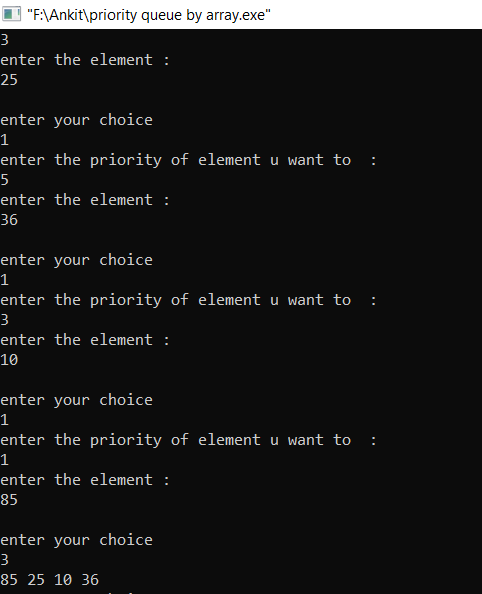 "F:\Ankit\priority queue by array.exe"
3
enter the element :
25
enter your choice
1
enter the priority of element u want to  :
5
enter the element :
36
enter your choice
1
enter the priority of element u want to  :
3
enter the element :
10
enter your choice
1
enter the priority of element u want to  :
1
enter the element :
85
enter your choice
3
85 25 10 36